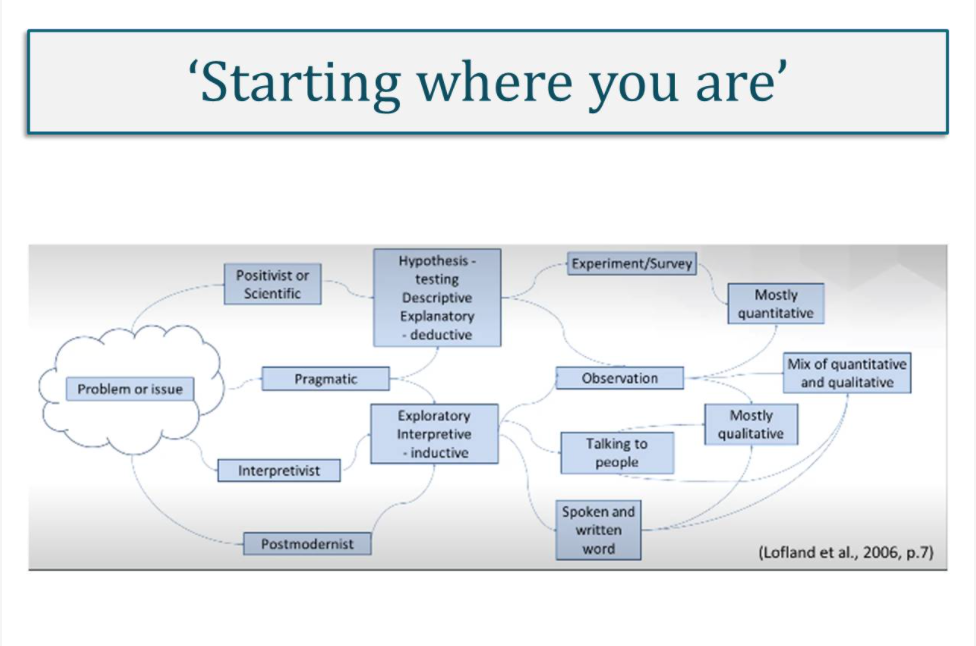 ‘Starting where you are’
Positivist or
Scientific
Hypothesis -
testing
Descriptive
Explanatory
- deductive
Experiment/Survey
Mostly
quantitative
Problem or issue
Pragmatic
Observation
Mix of quantitative
and qualitative
Exploratory
Interpretive
- inductive
Mostly
qualitative
Talking to
people
Interpretivist
Spoken and
written
word
Postmodernist
(Lofland et al., 2006, p.7)